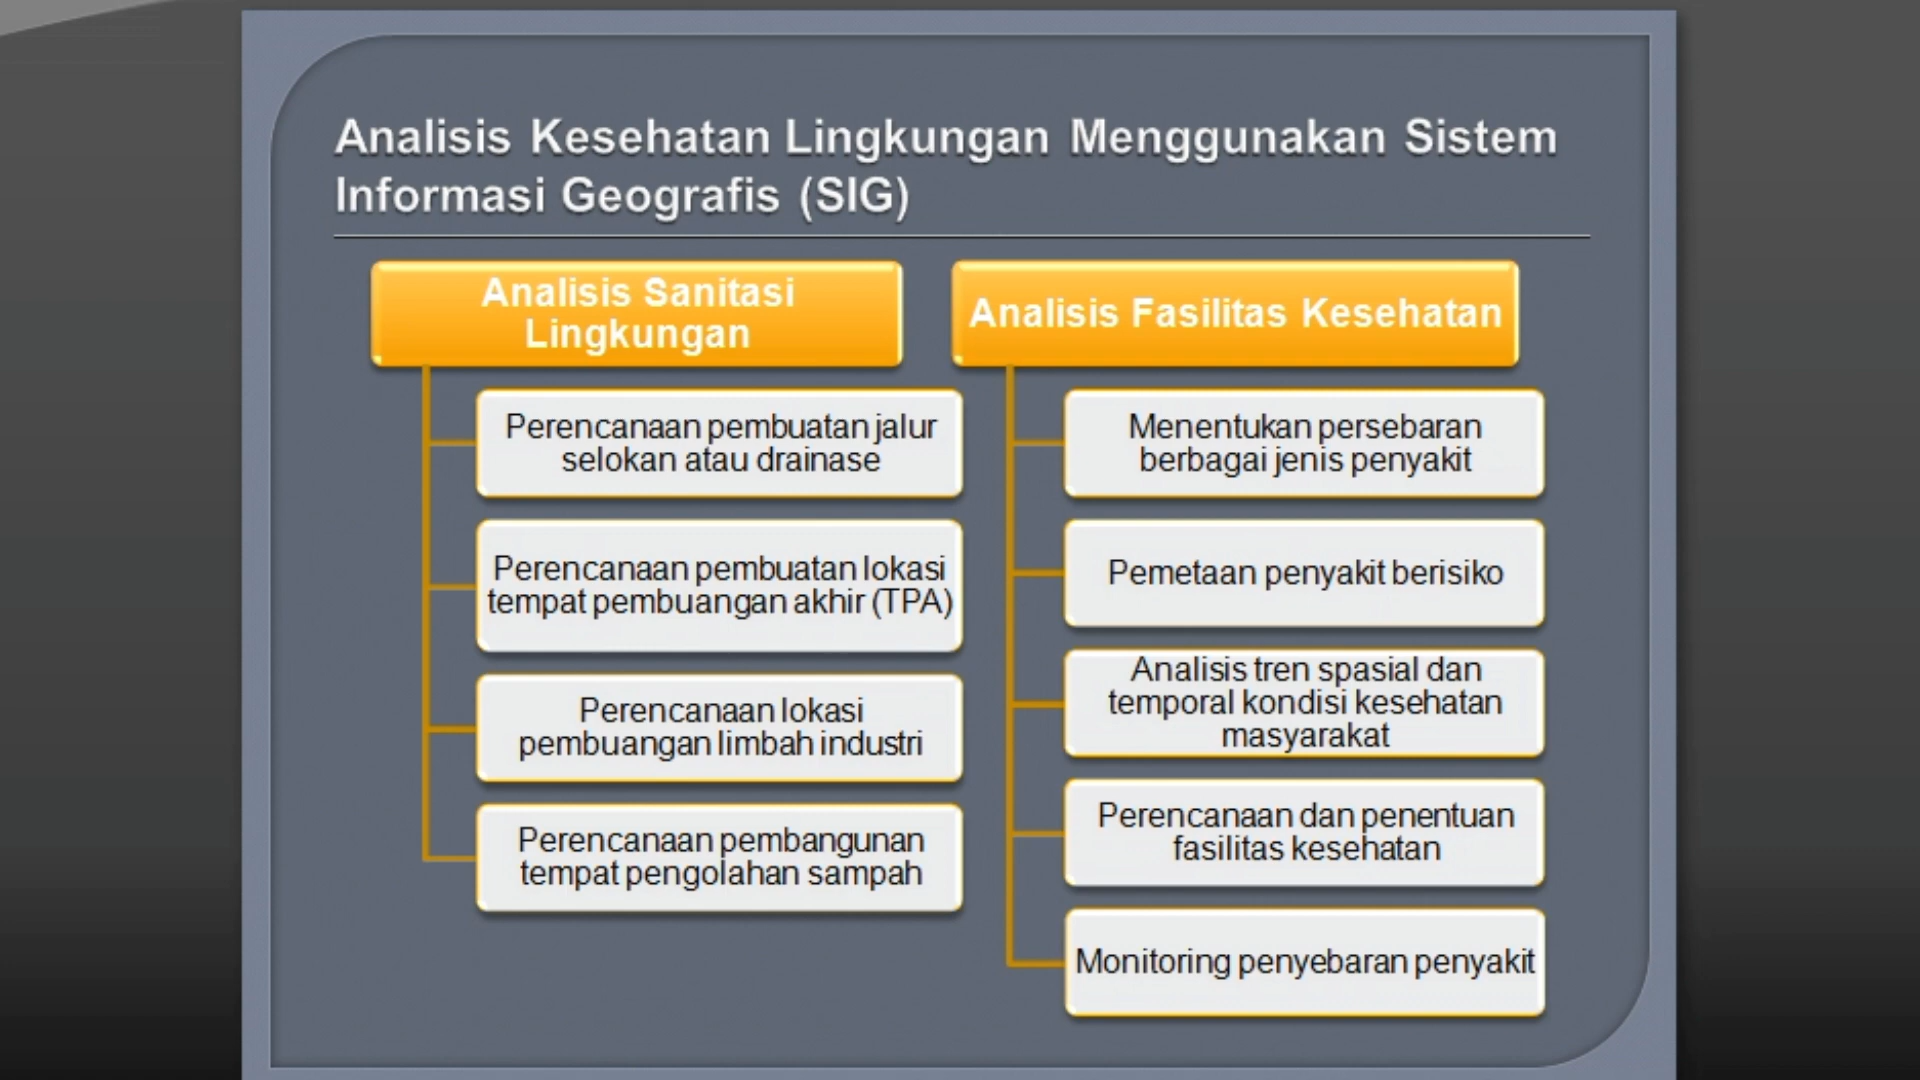 Analisis Kesehatan Lingkungan Menggunakan Sistem
Informasi Geografis (SIG)
Analisis Sanitasi
Lingkungan
Perencanaan pembuatan jalur
selokan atau drainase
Perencanaan pembuatan lokasi
tempat pembuangan akhir (TPA)
Perencanaan lokasi
pembuangan limbah industri
Perencanaan pembangunan
tempat pengolahan sampah
Analisis Fasilitas Kesehatan
Menentukan persebaran
berbagai jenis penyakit
Pemetaan penyakit berisiko
Analisis tren spasial dan
temporal kondisi kesehatan
masyarakat
Perencanaan dan penentuan
fasilitas kesehatan
Monitoring penyebaran penyakit